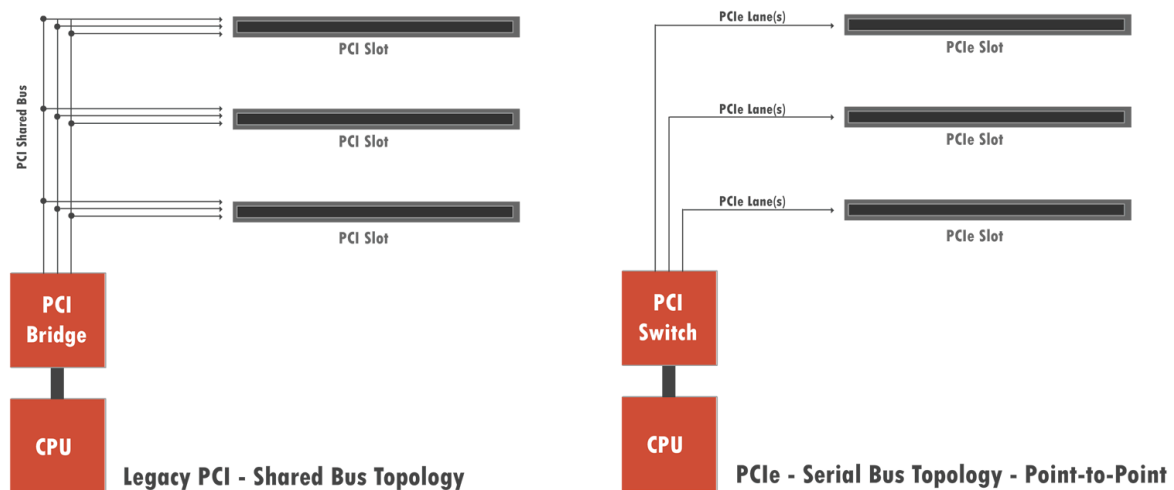 PCI Shared Bus
PCI Slot
PCI Slot
PCI Slot
PCI
Bridge
CPU
Legacy PCI - Shared Bus Topology
PCIe Lane(s)
PCIe Slot
PCIe Lane(s)
PCIe Slot
PCIe Lane(s)
PCIe Slot
PCI
Switch
CPU
PCIe - Serial Bus Topology - Point-to-Point